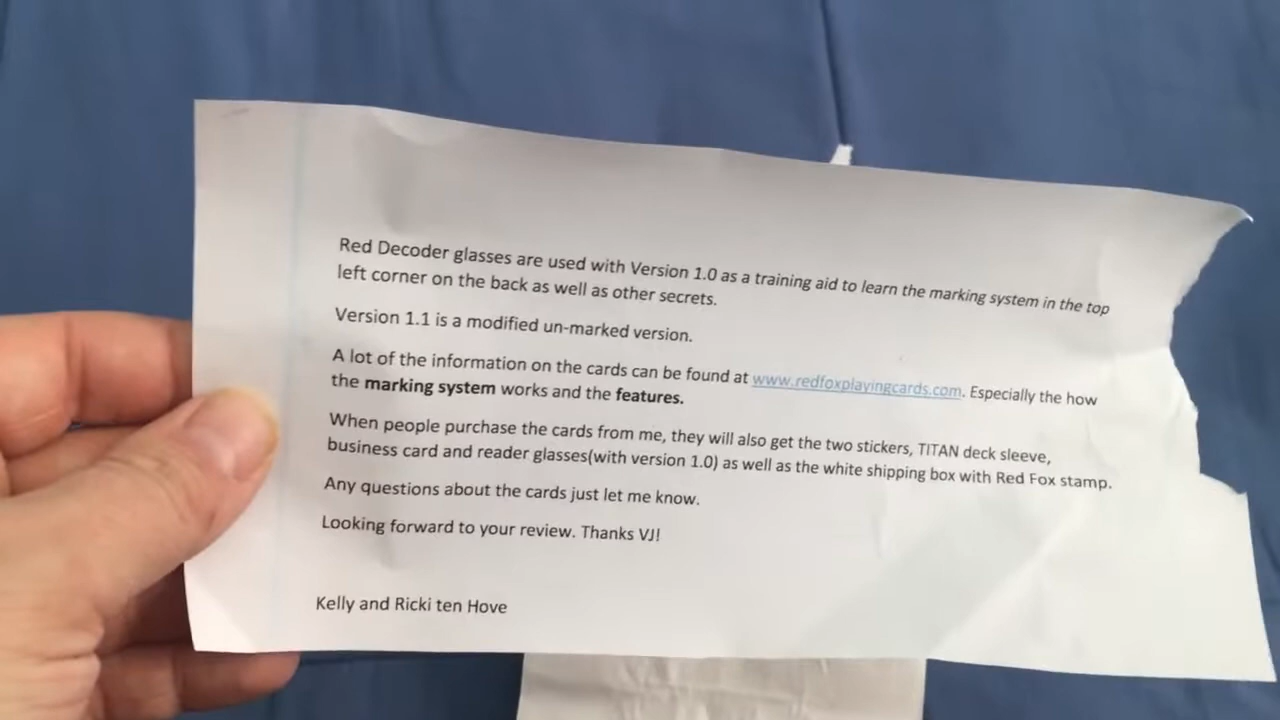 Red Decoder glasses are used with Version 1.0 as a training aid to learn the marking system in the top
left corner on the back as well as other secrets.
Version 1.1 is a modified un-marked version.
A lot of the information on the cards can be found at www.redfoxplayingcards.com. Especially the how
the marking system works and the features.
When people purchase the cards from me, they will also get the two stickers, TITAN deck sleeve,
business card and reader glasses(with version 1.0) as well as the white shipping box with Red Fox stamp.
Any questions about the cards just let me know.
Looking forward to your review. Thanks VJ!
Kelly and Ricki ten Hove